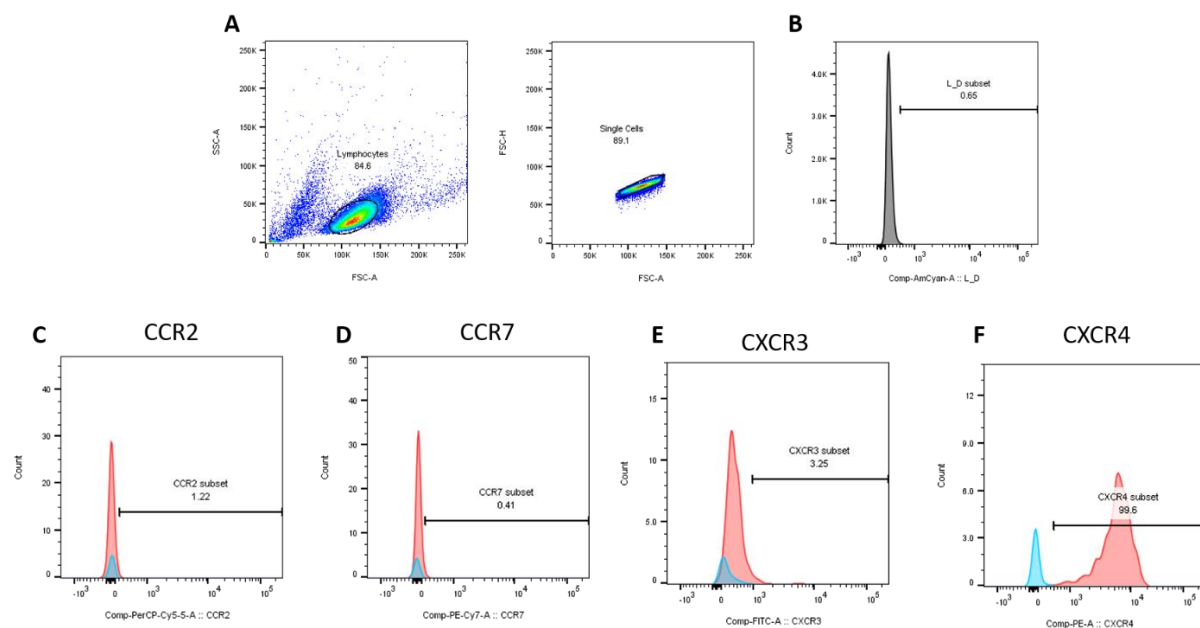 A
250K
200K
150K
100K
50K
0
SSC-A
Lymphocytes
84.6
0 50K 100K 150K 200K 250K
FSC-A
250K
200K
150K
100K
50K
0
FSC-H
Single Cells
89.1
0 50K 100K 150K 200K 250K
FSC-A
B
4.0K
3.0K
2.0K
1.0K
0
Count
L_D subset
0.65
-10³ 0 10³ 10⁴ 10⁵
Comp-AmCyan-A :: L_D
C
CCR2
40
30
20
10
0
Count
CCR2 subset
1.22
-10³ 0 10³ 10⁴ 10⁵
Comp-PerCP-Cy5-5-A :: CCR2
D
CCR7
50
40
30
20
10
0
Count
CCR7 subset
0.41
-10³ 0 10³ 10⁴ 10⁵
Comp-PE-Cy7-A :: CCR7
E
CXCR3
15
10
5.0
0
Count
CXCR3 subset
3.25
-10³ 0 10³ 10⁴ 10⁵
Comp-FITC-A :: CXCR3
F
CXCR4
12
9.0
6.0
3.0
0.0
Count
CXCR4 subset
99.6
-10³ 0 10³ 10⁴ 10⁵
Comp-PE-A :: CXCR4